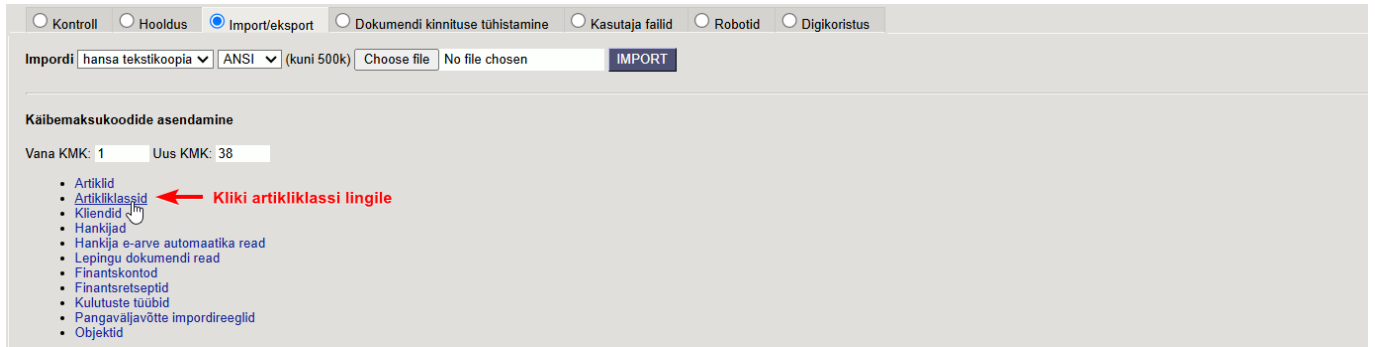 Kontroll Hooldus Import/eksport Dokumendi kinnituse tühistamine Kasutaja failid Robotid Digikoristus
Impordi hansa tekstikoopia ANSI (kuni 500k) Choose file No file chosen IMPORT
Käibemaksukoodide asendamine
Vana KMK: 1 Uus KMK: 38
Artiklid
Artikliklassid Kliki artikliklassi lingile
Kliendid
Hankijad
Hankija e-arve automaatika read
Lepingu dokumendi read
Finantskontod
Finantsretseptid
Kulutuste tüübid
Pangaväljavõtte impordireeglid
Objektid